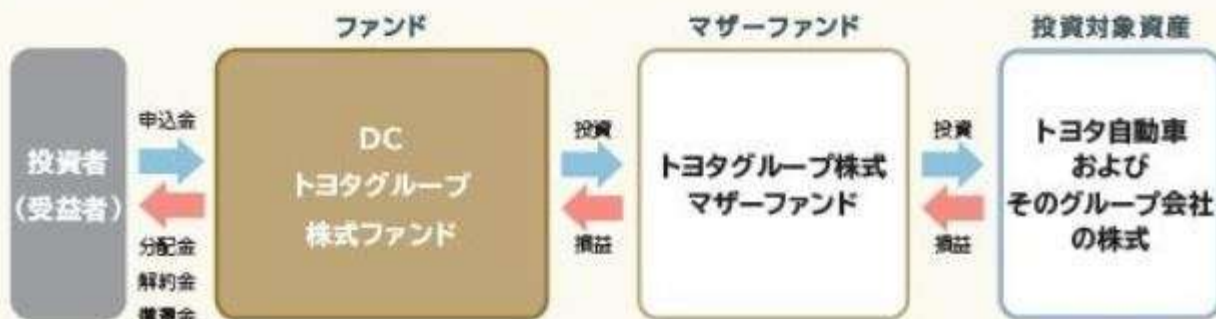 ファンド
マザーファンド
投資対象資産
投資者
(受益者)
申込金
分配金
解約金
DC
トヨタグループ
株式ファンド
投資
損益
トヨタグループ株式
マザーファンド
投資
損益
トヨタ自動車
および
そのグループ会社
の株式